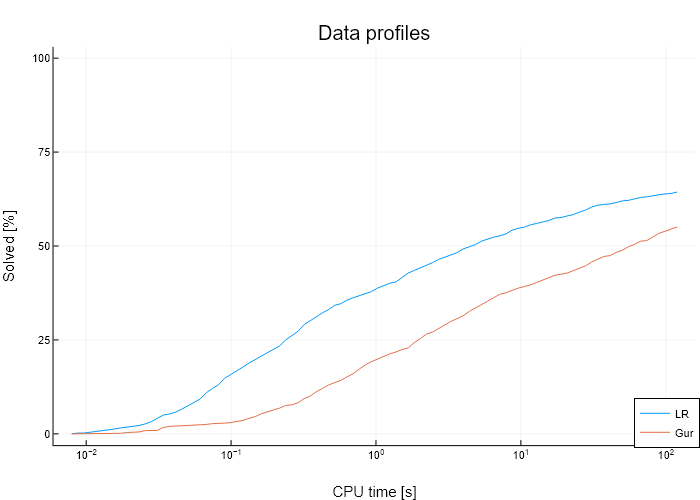 Data profiles
100
75
50
25
0
Solved [%]
10⁻² 10⁻¹ 10⁰ 10¹ 10²
CPU time [s]
LR
Gur